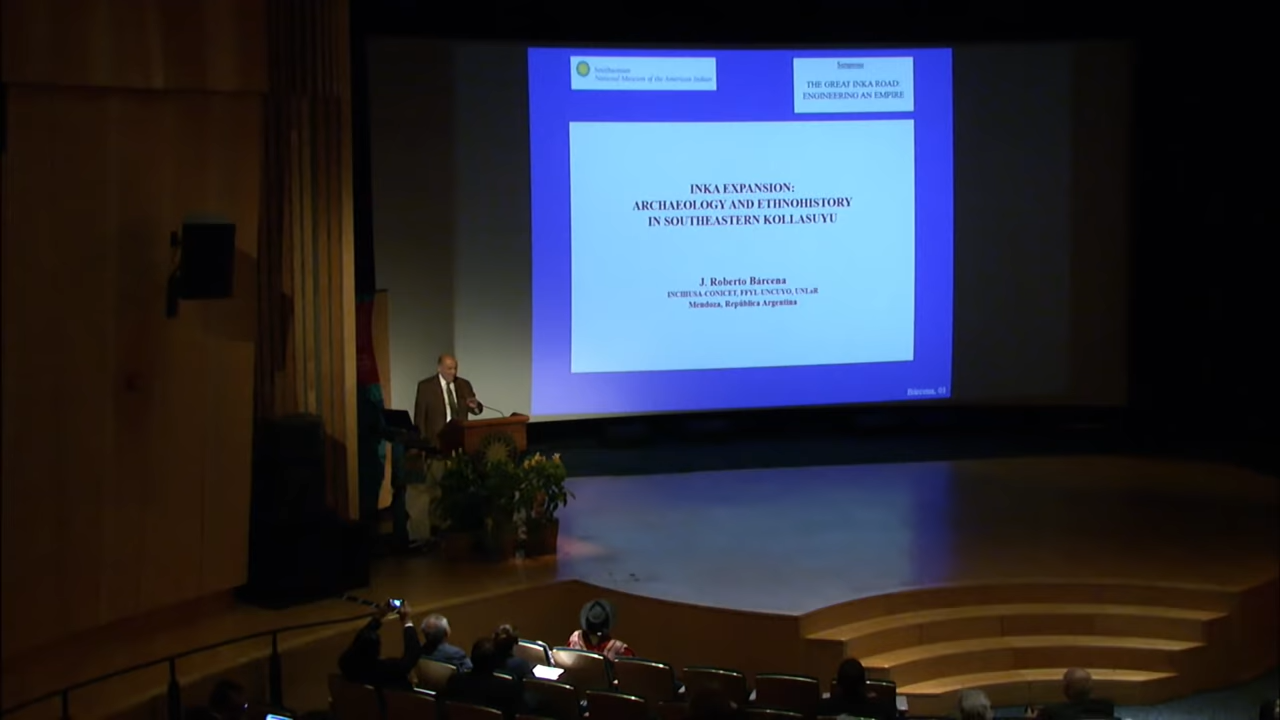 Smithsonian
National Museum of the American Indian
Symposium
THE GREAT INKA ROAD:
ENGINEERING AN EMPIRE
INKA EXPANSION:
ARCHAEOLOGY AND ETHNOHISTORY
IN SOUTHEASTERN KOLLASUYU
J. Roberto Bárcena
INCIHUSA-CONICET, FFYL UNCUYO, UNLaR
Mendoza, República Argentina
Bárcena, 01